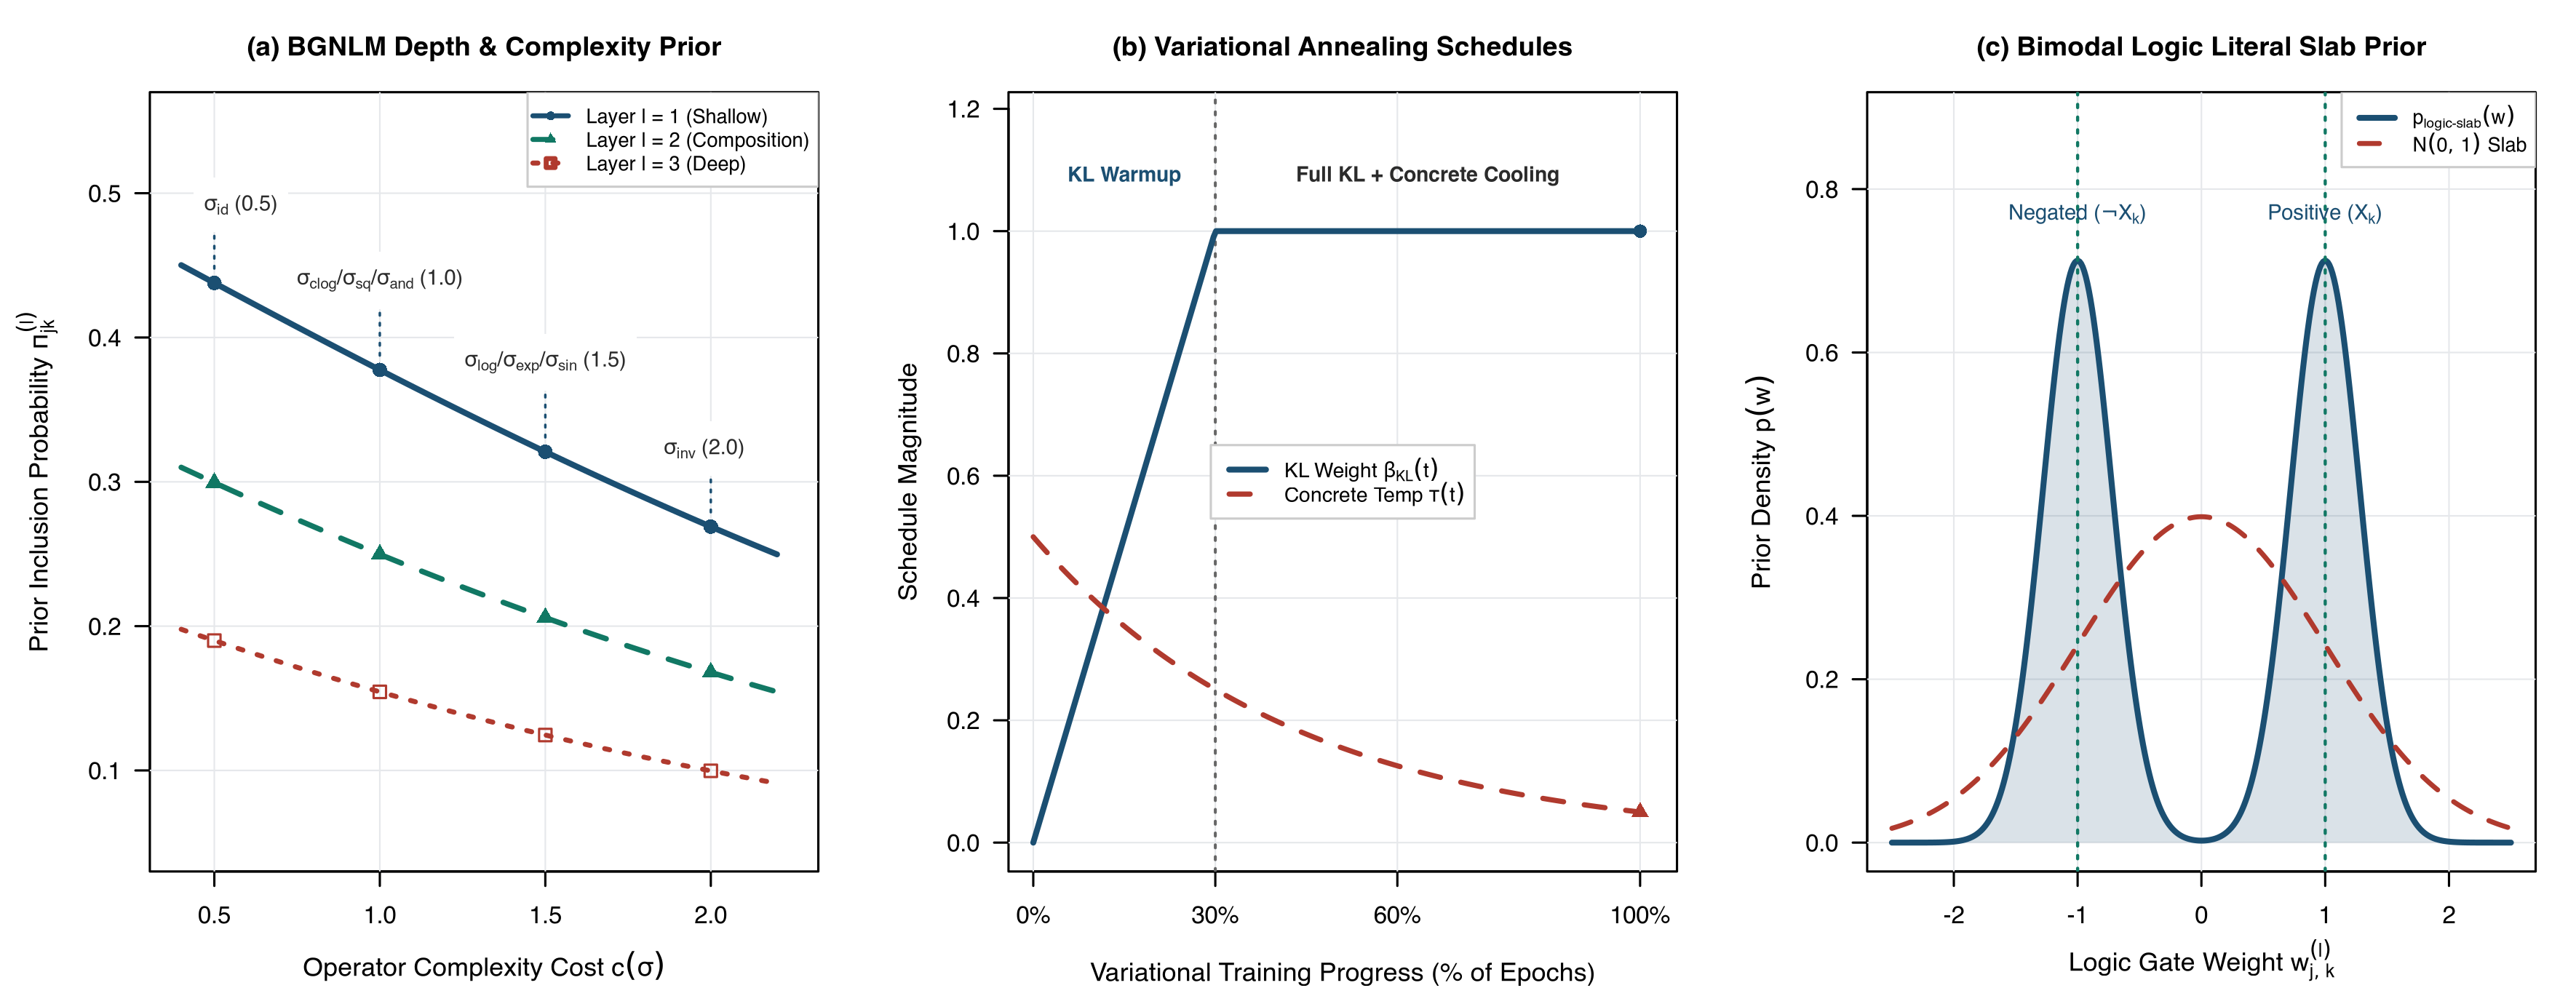 (a) BGNLM Depth & Complexity Prior
Layer l = 1 (Shallow)
Layer l = 2 (Composition)
Layer l = 3 (Deep)
σid (0.5)
σclog/σsq/σand (1.0)
σlog/σexp/σsin (1.5)
σinv (2.0)
Prior Inclusion Probability π(l)jk
0.5
0.4
0.3
0.2
0.1
0.5 1.0 1.5 2.0
Operator Complexity Cost c(σ)
(b) Variational Annealing Schedules
KL Warmup
Full KL + Concrete Cooling
KL Weight βKL(t)
Concrete Temp τ(t)
Schedule Magnitude
1.2
1.0
0.8
0.6
0.4
0.2
0.0
0% 30% 60% 100%
Variational Training Progress (% of Epochs)
(c) Bimodal Logic Literal Slab Prior
plogic-slab(w)
N(0, 1) Slab
Negated (¬Xk)
Positive (Xk)
Prior Density p(w)
0.8
0.6
0.4
0.2
0.0
-2 -1 0 1 2
Logic Gate Weight w(l)j, k